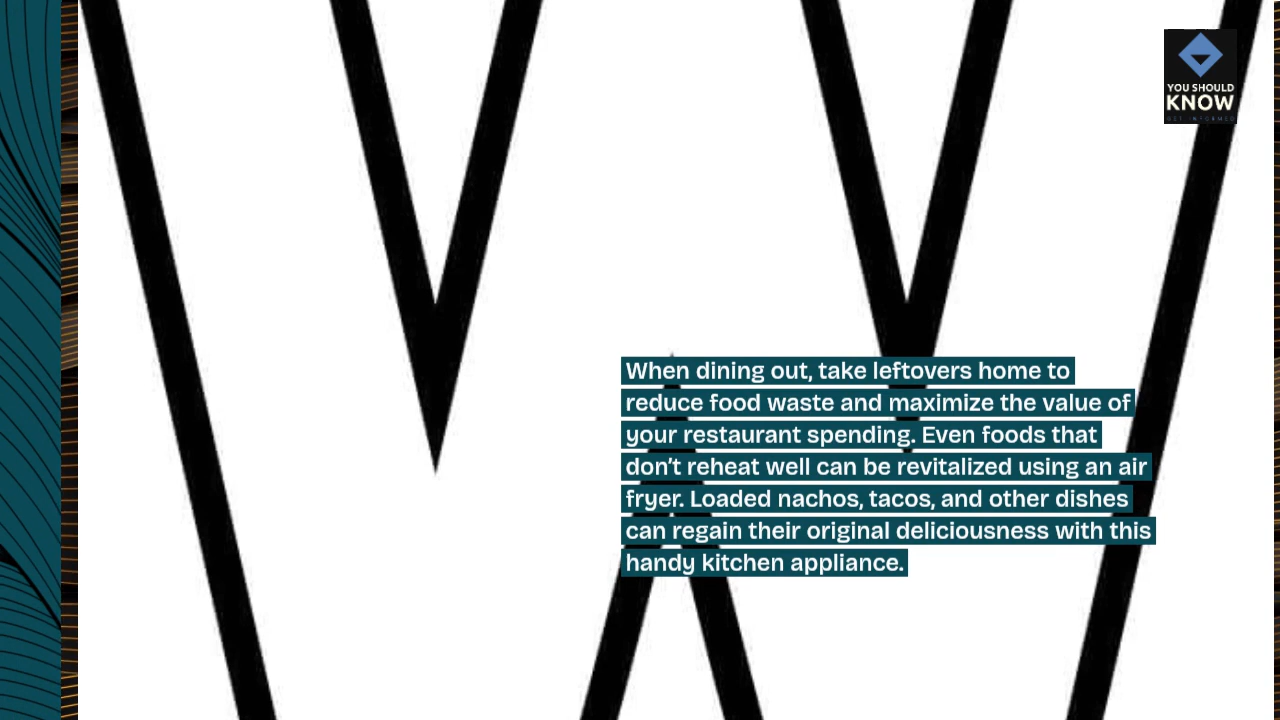 YOU SHOULD
KNOW
GET INFORMED
When dining out, take leftovers home to
reduce food waste and maximize the value of
your restaurant spending. Even foods that
don’t reheat well can be revitalized using an air
fryer. Loaded nachos, tacos, and other dishes
can regain their original deliciousness with this
handy kitchen appliance.